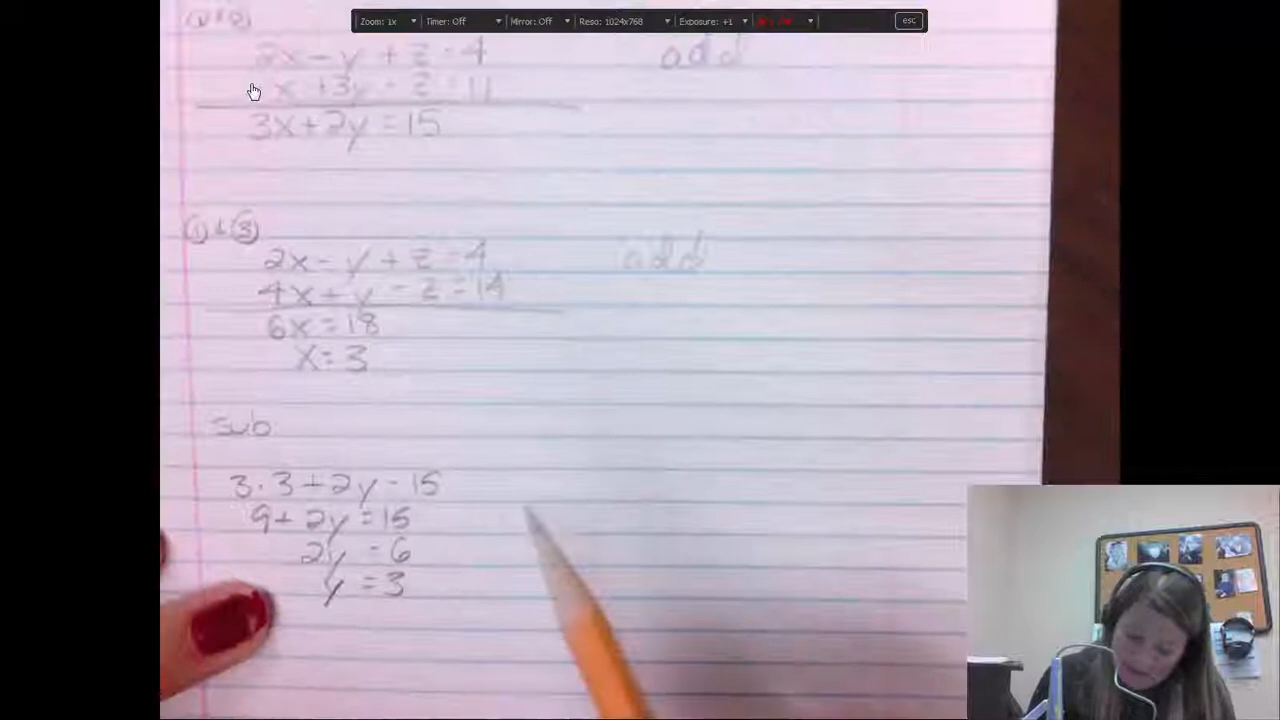 Zoom: 1x Timer: Off Mirror: Off Reso: 1024x768 Exposure: +1 esc
2x - y + z = 4 add
x + 3y - z = 11
3x + 2y = 15
① & ③
2x - y + z = 4 add
4x + y - z = 14
6x = 18
x = 3
sub
3 · 3 + 2y = 15
9 + 2y = 15
2y = 6
y = 3